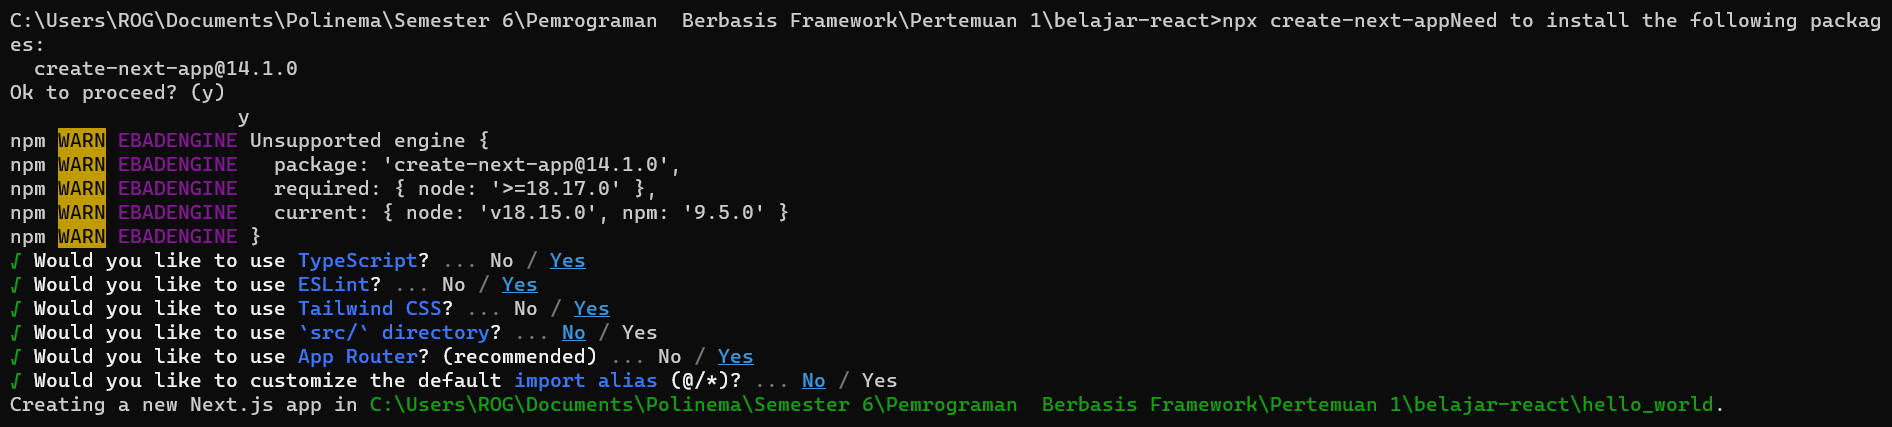 C:\Users\ROG\Documents\Polinema\Semester 6\Pemrograman  Berbasis Framework\Pertemuan 1\belajar-react>npx create-next-appNeed to install the following packag
es:
  create-next-app@14.1.0
Ok to proceed? (y)
                   y
npm WARN EBADENGINE Unsupported engine {
npm WARN EBADENGINE   package: 'create-next-app@14.1.0',
npm WARN EBADENGINE   required: { node: '>=18.17.0' },
npm WARN EBADENGINE   current: { node: 'v18.15.0', npm: '9.5.0' }
npm WARN EBADENGINE }
√ Would you like to use TypeScript? ... No / Yes
√ Would you like to use ESLint? ... No / Yes
√ Would you like to use Tailwind CSS? ... No / Yes
√ Would you like to use `src/` directory? ... No / Yes
√ Would you like to use App Router? (recommended) ... No / Yes
√ Would you like to customize the default import alias (@/*)? ... No / Yes
Creating a new Next.js app in C:\Users\ROG\Documents\Polinema\Semester 6\Pemrograman  Berbasis Framework\Pertemuan 1\belajar-react\hello_world.